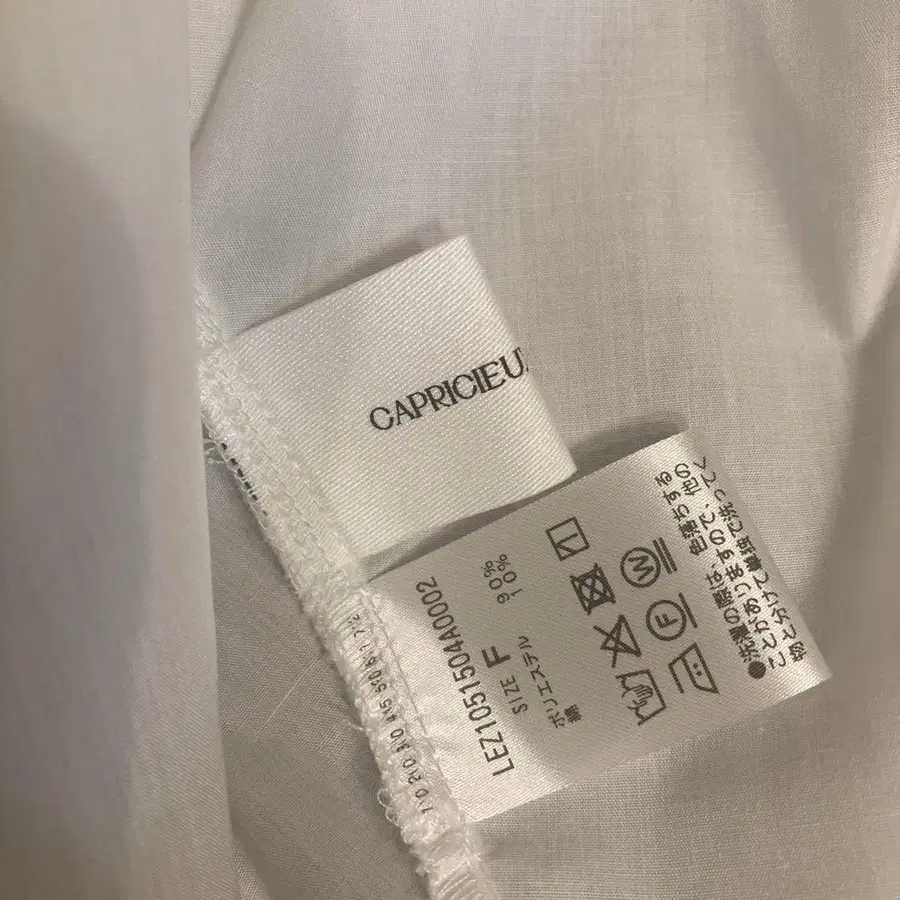 CAPRICIEU
LEZ1051504A0002
SIZE F
ポリエステル 90%
綿 10%
W
F
●洗濯の際は、色落ちする
ことがありますので、他の
物と分けて単独で洗ってく